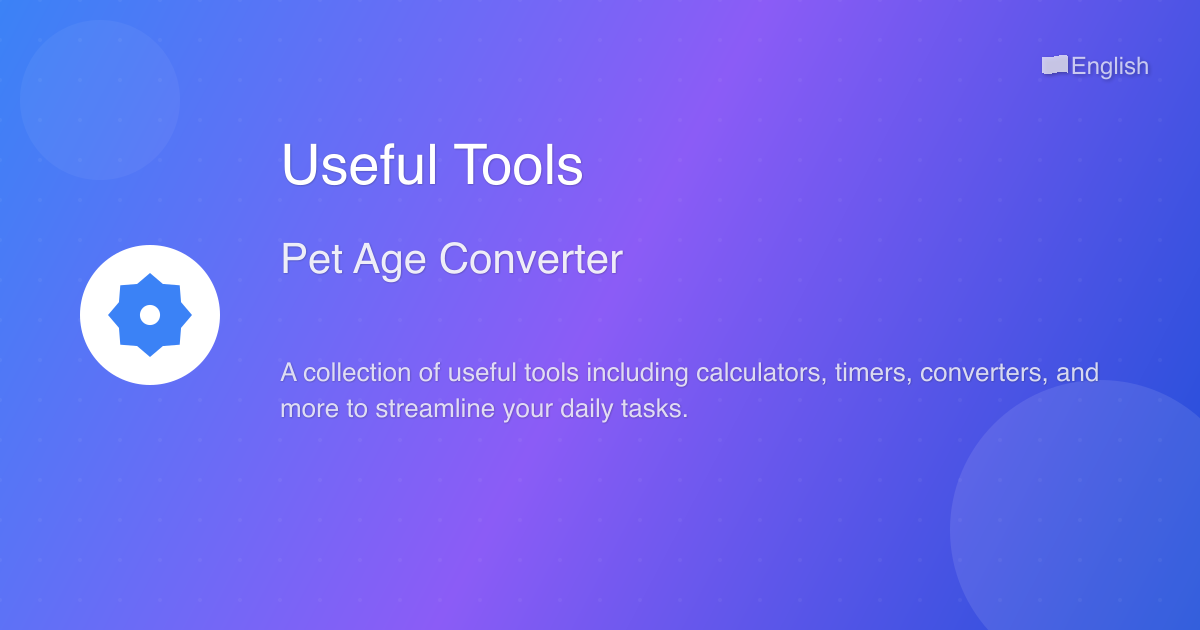 English
Useful Tools
Pet Age Converter
A collection of useful tools including calculators, timers, converters, and
more to streamline your daily tasks.